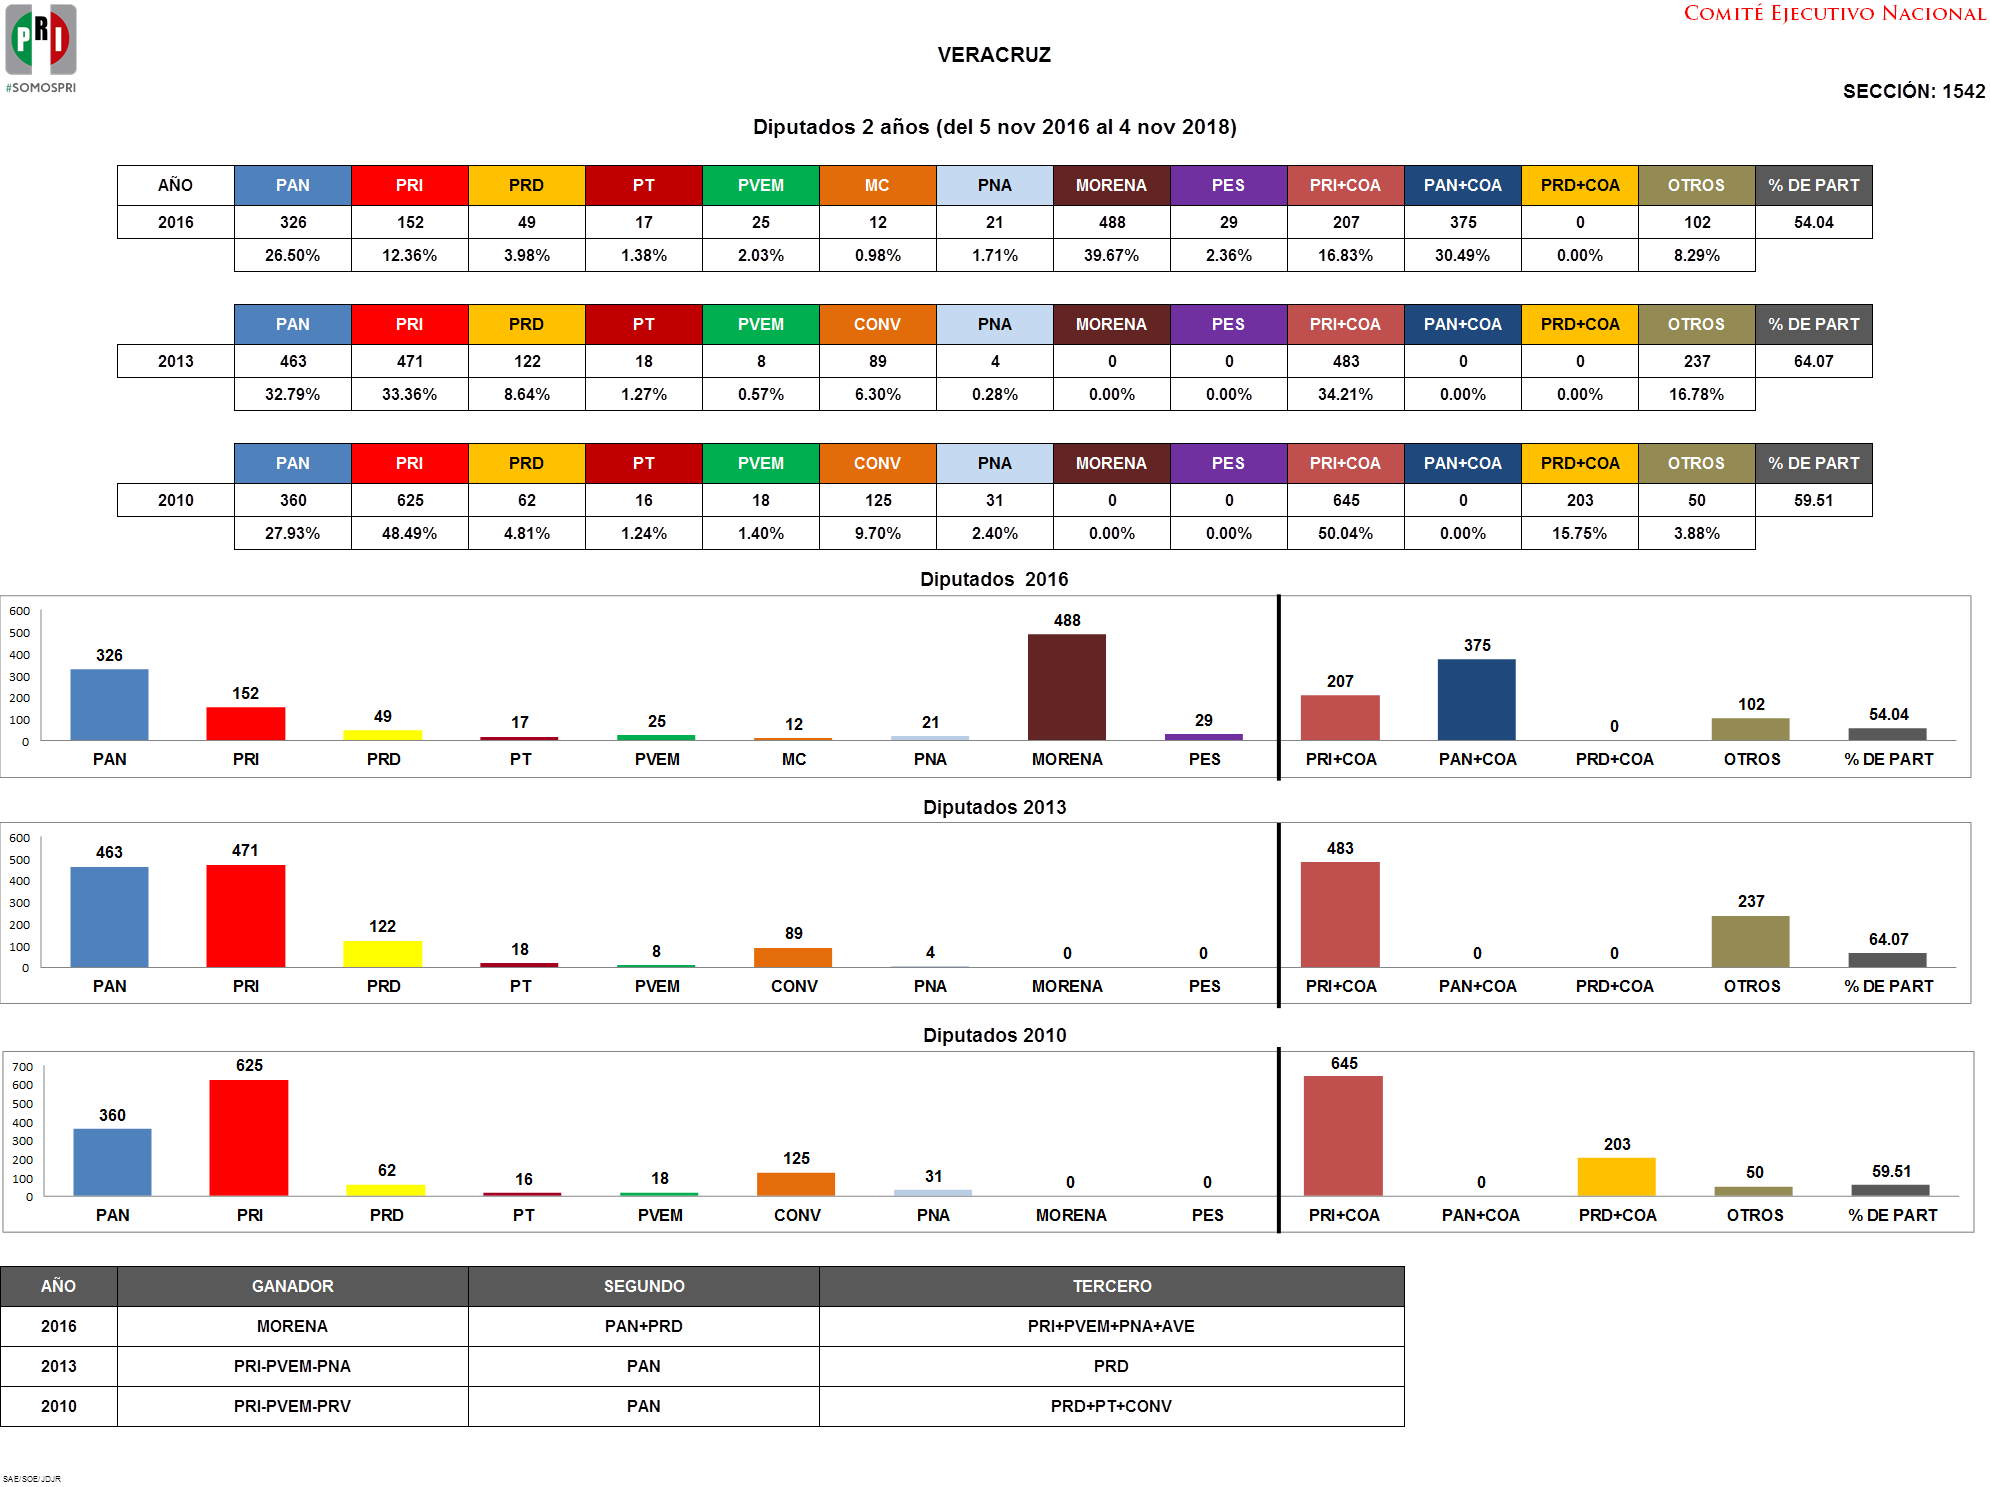 PRI
#SOMOSPRI
COMITÉ EJECUTIVO NACIONAL
VERACRUZ
SECCIÓN: 1542
Diputados 2 años (del 5 nov 2016 al 4 nov 2018)
AÑO PAN PRI PRD PT PVEM MC PNA MORENA PES PRI+COA PAN+COA PRD+COA OTROS % DE PART
2016 326 152 49 17 25 12 21 488 29 207 375 0 102 54.04
26.50% 12.36% 3.98% 1.38% 2.03% 0.98% 1.71% 39.67% 2.36% 16.83% 30.49% 0.00% 8.29%
PAN PRI PRD PT PVEM CONV PNA MORENA PES PRI+COA PAN+COA PRD+COA OTROS % DE PART
2013 463 471 122 18 8 89 4 0 0 483 0 0 237 64.07
32.79% 33.36% 8.64% 1.27% 0.57% 6.30% 0.28% 0.00% 0.00% 34.21% 0.00% 0.00% 16.78%
PAN PRI PRD PT PVEM CONV PNA MORENA PES PRI+COA PAN+COA PRD+COA OTROS % DE PART
2010 360 625 62 16 18 125 31 0 0 645 0 203 50 59.51
27.93% 48.49% 4.81% 1.24% 1.40% 9.70% 2.40% 0.00% 0.00% 50.04% 0.00% 15.75% 3.88%
Diputados 2016
600
500
400
300
200
100
0
326 152 49 17 25 12 21 488 29 207 375 0 102 54.04
PAN PRI PRD PT PVEM MC PNA MORENA PES PRI+COA PAN+COA PRD+COA OTROS % DE PART
Diputados 2013
600
500
400
300
200
100
0
463 471 122 18 8 89 4 0 0 483 0 0 237 64.07
PAN PRI PRD PT PVEM CONV PNA MORENA PES PRI+COA PAN+COA PRD+COA OTROS % DE PART
Diputados 2010
700
600
500
400
300
200
100
0
360 625 62 16 18 125 31 0 0 645 0 203 50 59.51
PAN PRI PRD PT PVEM CONV PNA MORENA PES PRI+COA PAN+COA PRD+COA OTROS % DE PART
AÑO GANADOR SEGUNDO TERCERO
2016 MORENA PAN+PRD PRI+PVEM+PNA+AVE
2013 PRI-PVEM-PNA PAN PRD
2010 PRI-PVEM-PRV PAN PRD+PT+CONV
SAE/SOE/JDJR